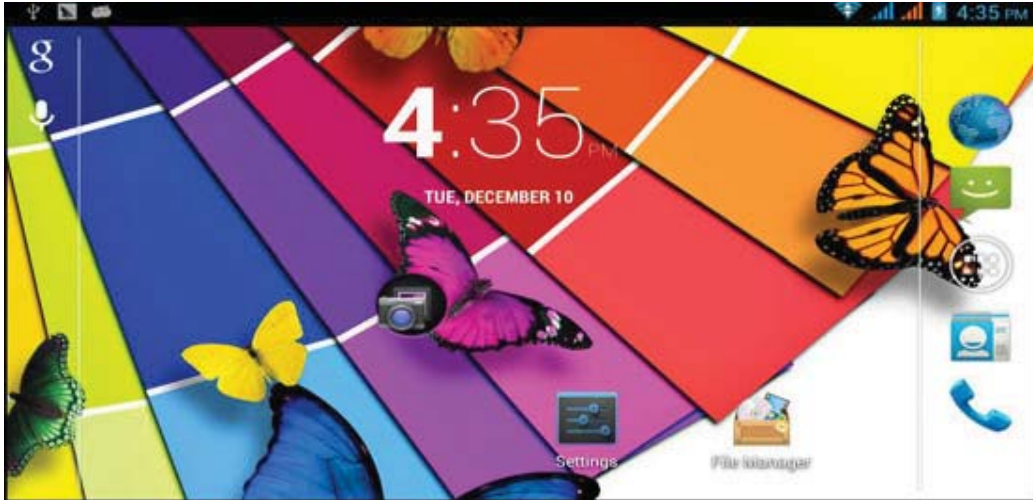 4:35 PM
g
4:35 PM
TUE, DECEMBER 10
Settings
File Manager